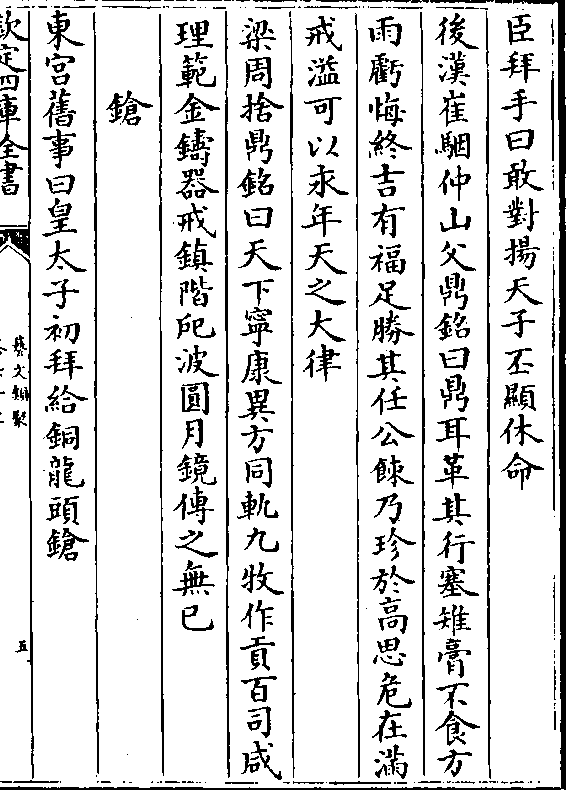 臣拜手曰敢對揚天子丕顯休命
後漢崔駰仲山父鼎銘曰鼎耳革其行塞雉膏不食方
雨虧悔終吉有福足勝其任公餗乃珍於高思危在滿
戒溢可以永年天之大律
梁周捨鼎銘曰天下寧康異方同軌九牧作貢百司咸
理範金鑄器戒鎮階戺波圓月鏡傳之無已
鎗
東宫舊事曰皇太子初拜給銅龍頭鎗
欽定四庫全書
藝文類聚
五